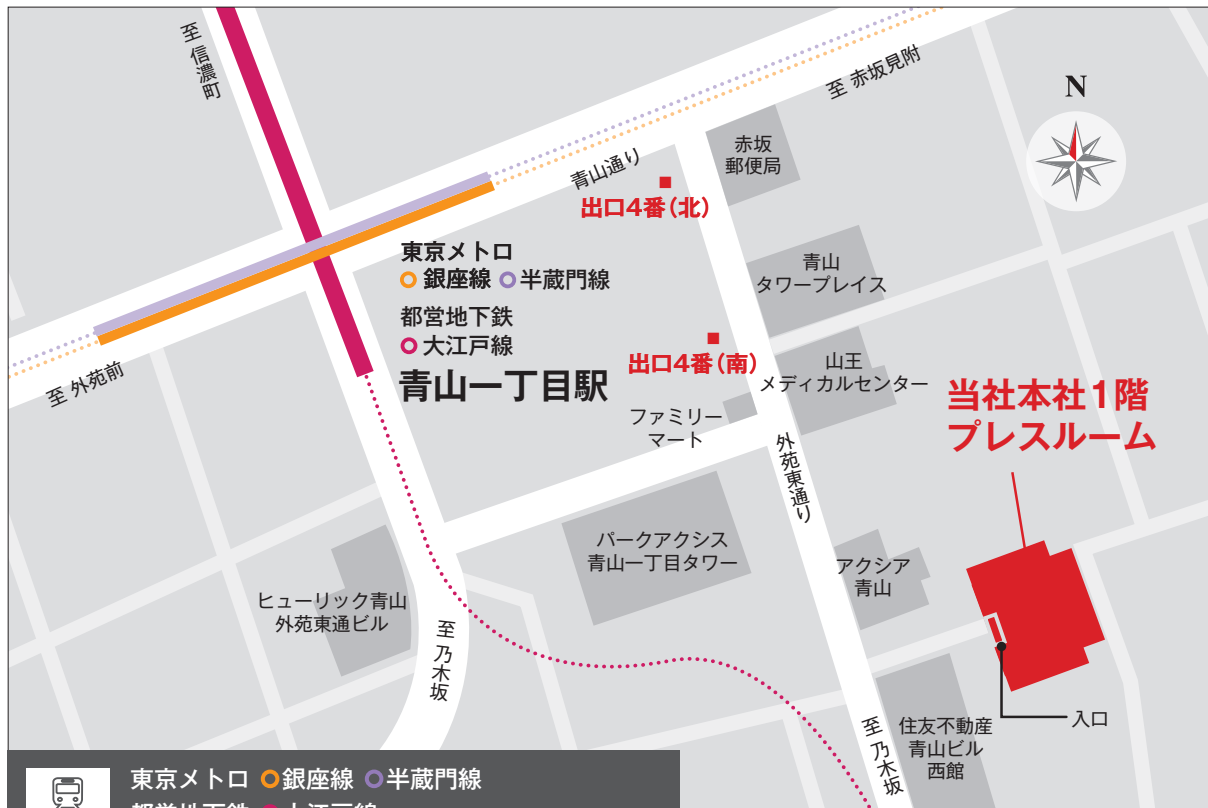 至 信濃町
至 赤坂見附
N
赤坂
郵便局
青山通り
出口4番(北)
東京メトロ
銀座線 半蔵門線
都営地下鉄
大江戸線
青山一丁目駅
青山
タワープレイス
出口4番(南)
山王
メディカルセンター
至 外苑前
ファミリー
マート
当社本社1階
プレスルーム
外苑東通り
パークアクシス
青山一丁目タワー
アクシア
青山
ヒューリック青山
外苑東通ビル
至 乃木坂
入口
住友不動産
青山ビル
西館
至 乃木坂
東京メトロ 銀座線 半蔵門線
都営地下鉄 大江戸線